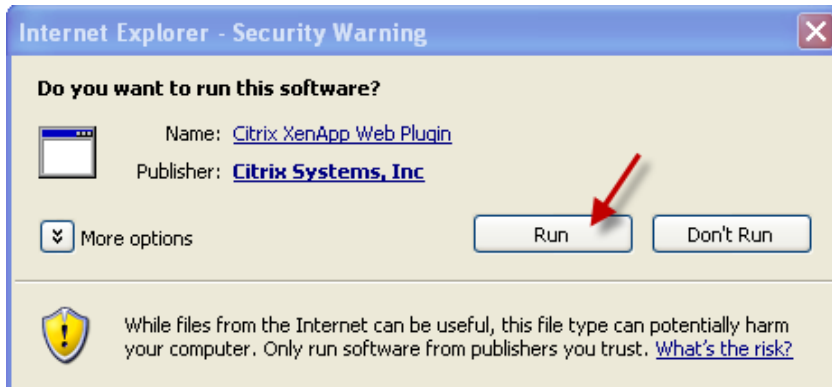 Internet Explorer - Security Warning
Do you want to run this software?
Name: Citrix XenApp Web Plugin
Publisher: Citrix Systems, Inc
More options
Run
Don't Run
While files from the Internet can be useful, this file type can potentially harm
your computer. Only run software from publishers you trust. What's the risk?